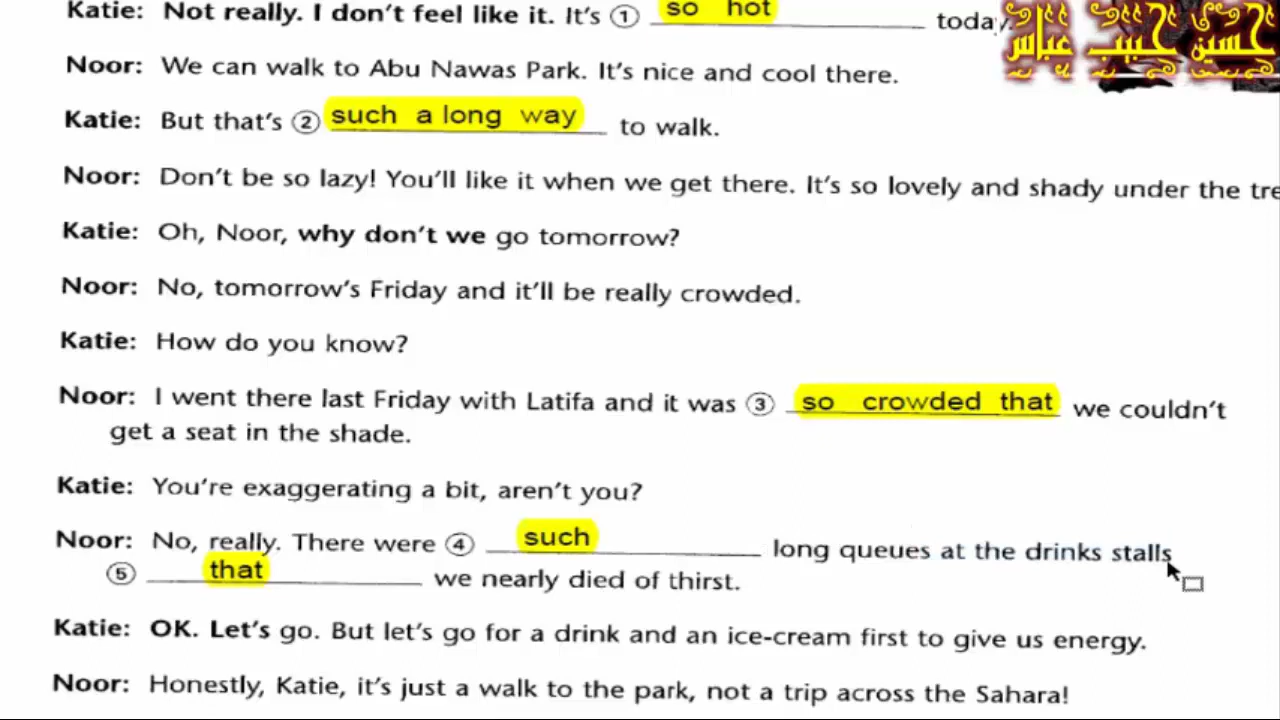 Katie: Not really. I don't feel like it. It's ① so hot today.
حسين حبيب عباس
Noor: We can walk to Abu Nawas Park. It's nice and cool there.
Katie: But that's ② such a long way to walk.
Noor: Don't be so lazy! You'll like it when we get there. It's so lovely and shady under the tre
Katie: Oh, Noor, why don't we go tomorrow?
Noor: No, tomorrow's Friday and it'll be really crowded.
Katie: How do you know?
Noor: I went there last Friday with Latifa and it was ③ so crowded that we couldn't
get a seat in the shade.
Katie: You're exaggerating a bit, aren't you?
Noor: No, really. There were ④ such long queues at the drinks stalls
⑤ that we nearly died of thirst.
Katie: OK. Let's go. But let's go for a drink and an ice-cream first to give us energy.
Noor: Honestly, Katie, it's just a walk to the park, not a trip across the Sahara!